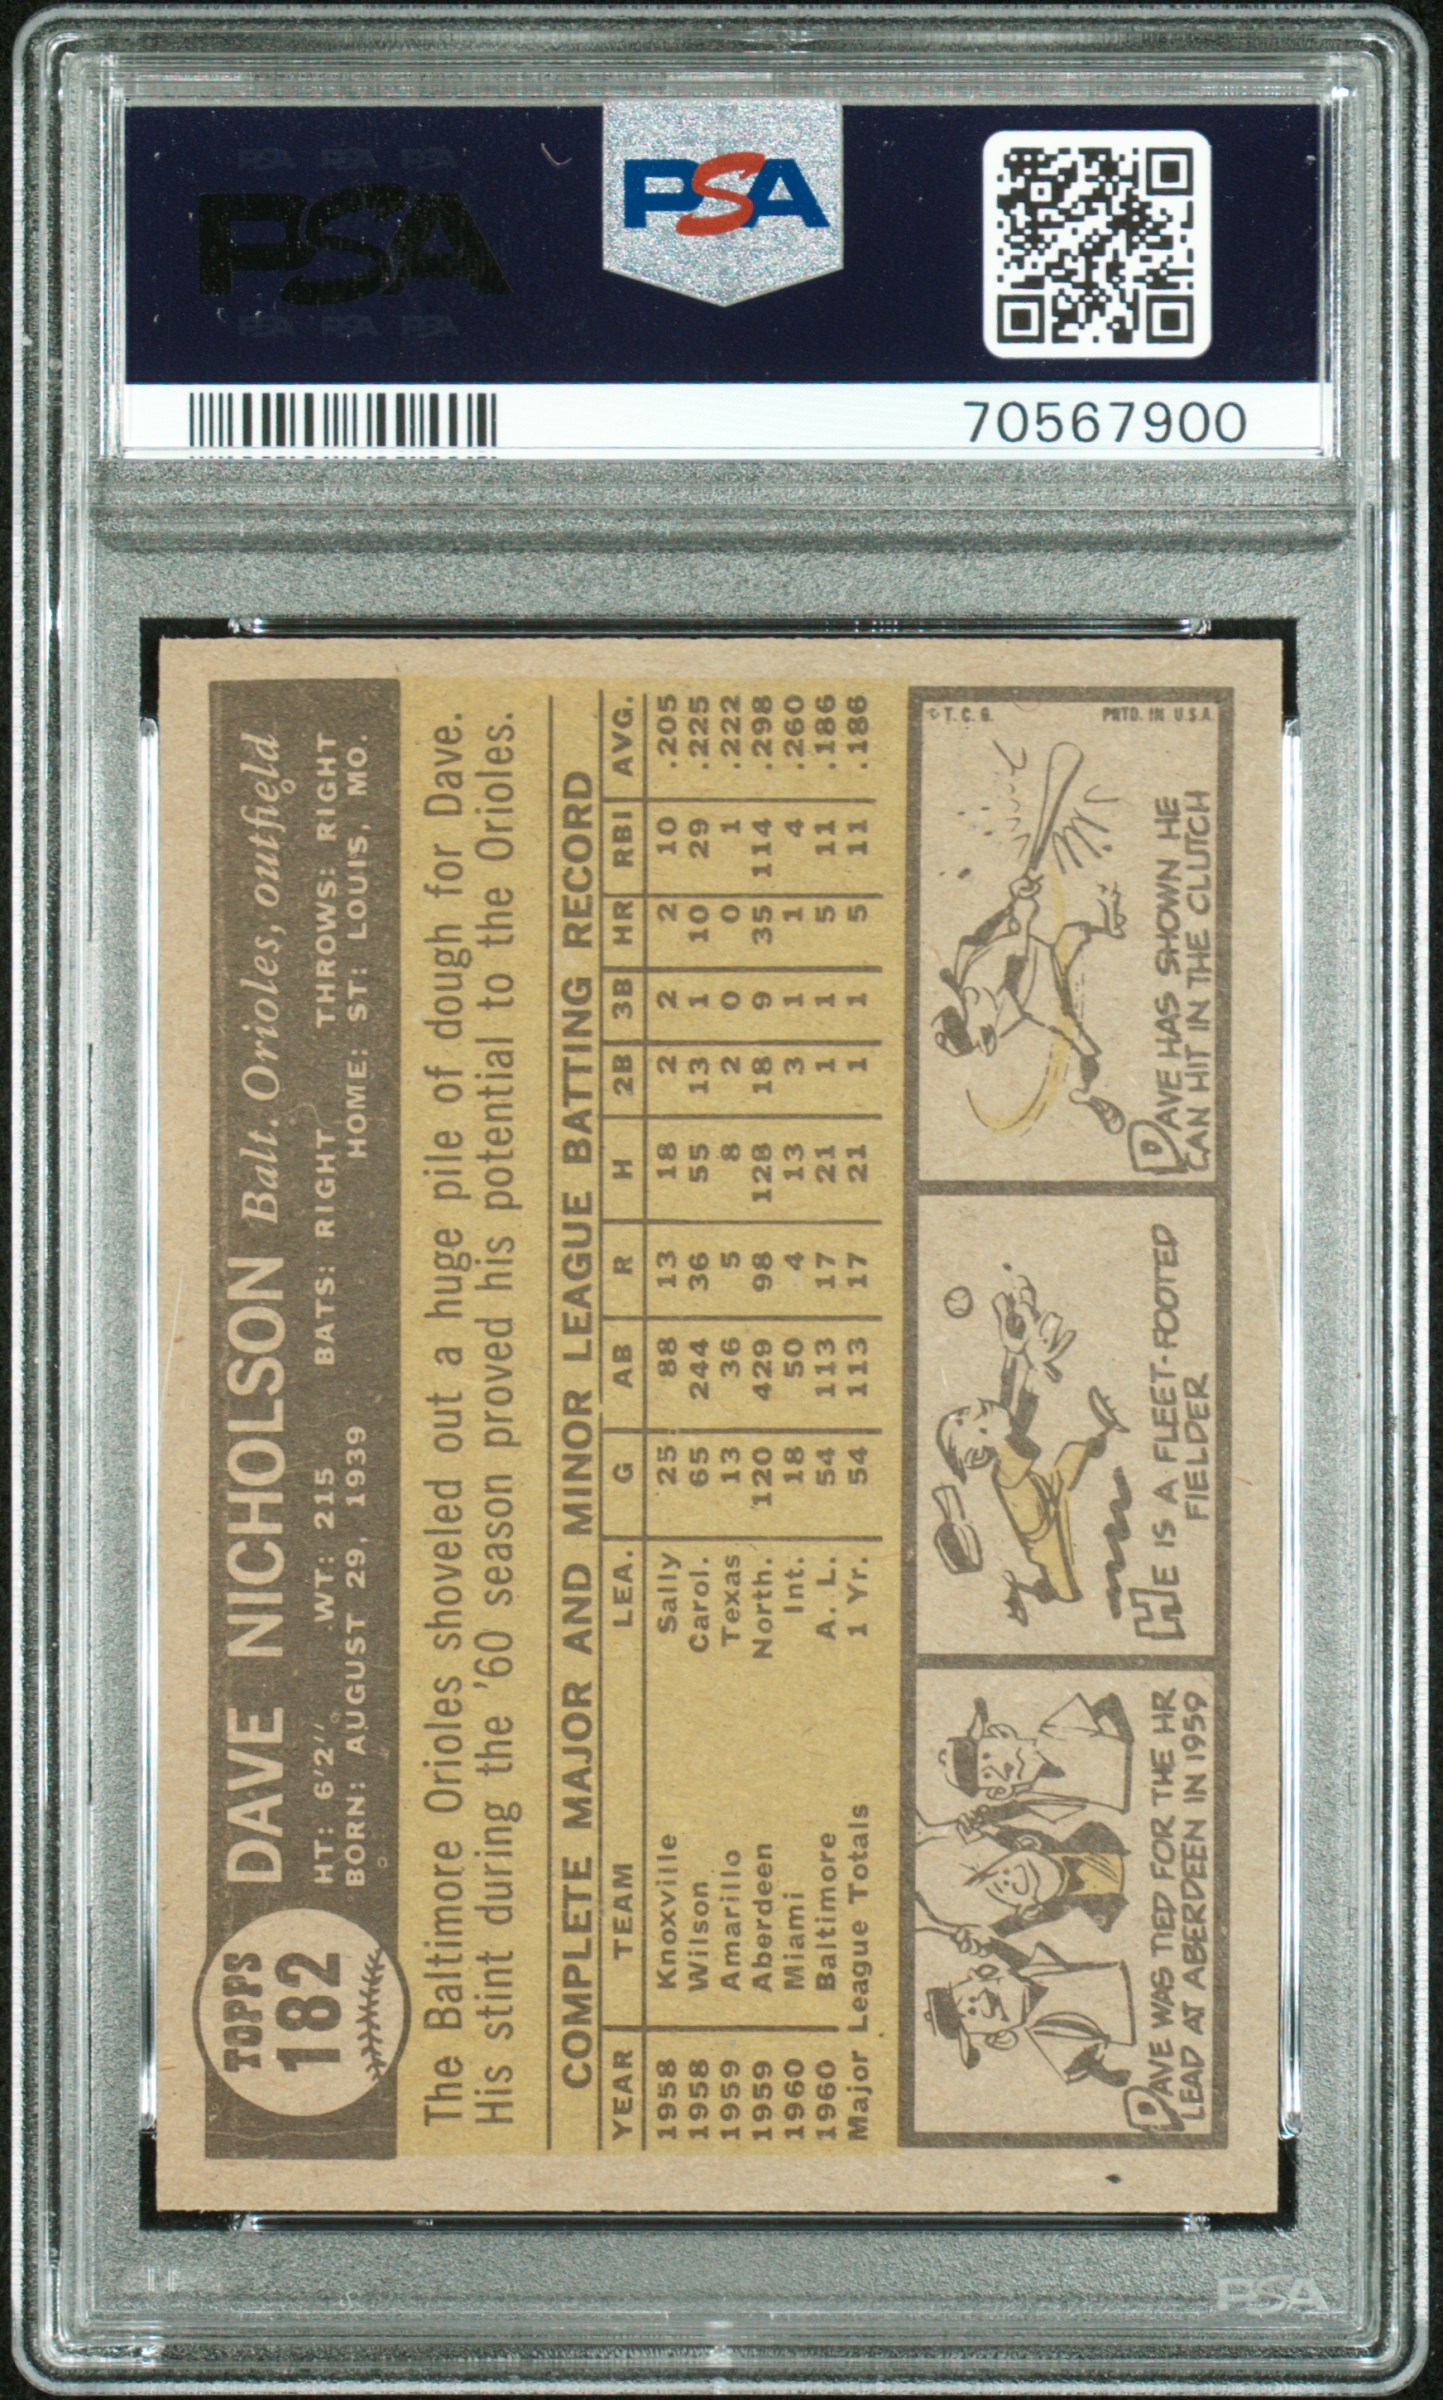 PSA PSA PSA
PSA
PSA PSA PSA
PSA
70567900
TOPPS
182
DAVE NICHOLSON Balt. Orioles, outfield
HT: 6'2" WT: 215 BATS: RIGHT THROWS: RIGHT
BORN: AUGUST 29, 1939 HOME: ST: LOUIS, MO.
The Baltimore Orioles shoveled out a huge pile of dough for Dave.
His stint during the '60 season proved his potential to the Orioles.
COMPLETE MAJOR AND MINOR LEAGUE BATTING RECORD
YEAR TEAM LEA. G AB R H 2B 3B HR RBI AVG.
1958 Knoxville Sally 25 88 13 18 2 2 2 10 .205
1958 Wilson Carol. 65 244 36 55 13 1 10 29 .225
1959 Amarillo Texas 13 36 5 8 2 0 0 1 .222
1959 Aberdeen North. 120 429 98 128 18 9 35 114 .298
1960 Miami Int. 18 50 4 13 3 1 1 4 .260
1960 Baltimore A. L. 54 113 17 21 1 1 5 11 .186
Major League Totals 1 Yr. 54 113 17 21 1 1 5 11 .186
DAVE WAS TIED FOR THE HR
LEAD AT ABERDEEN IN 1959
HE IS A FLEET-FOOTED
FIELDER
© T. C. G. PRTD. IN U.S.A.
DAVE HAS SHOWN HE
CAN HIT IN THE CLUTCH
PSA